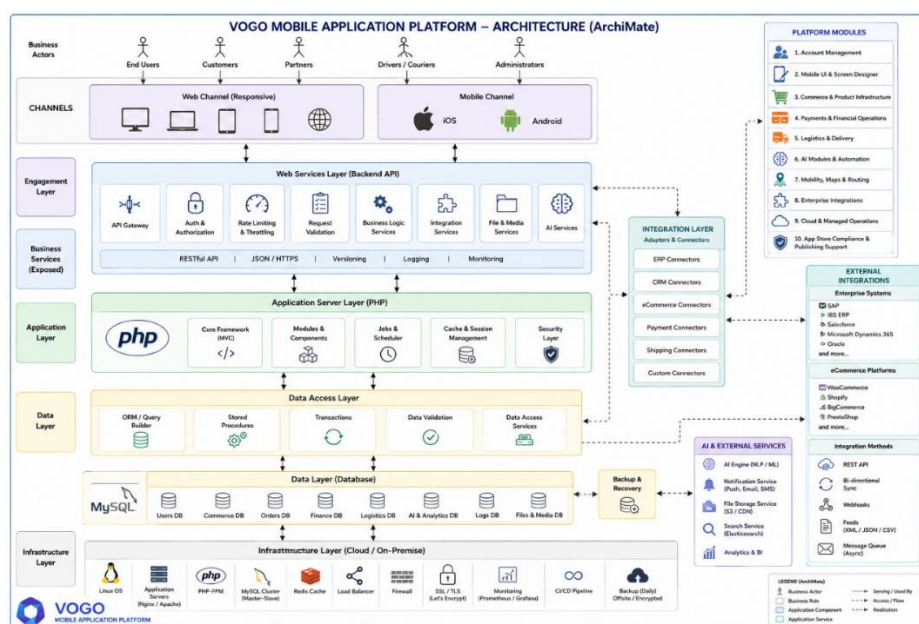 VOGO MOBILE APPLICATION PLATFORM – ARCHITECTURE (ArchiMate)
Business
Actors
End Users
Customers
Partners
Drivers / Couriers
Administrators
CHANNELS
Web Channel (Responsive)
Mobile Channel
iOS
Android
Engagement
Layer
Web Services Layer (Backend API)
API Gateway
Auth &
Authorization
Rate Limiting
& Throttling
Request
Validation
Business Logic
Services
Integration
Services
File & Media
Services
AI Services
Business
Services
(Exposed)
RESTful API | JSON / HTTPS | Versioning | Logging | Monitoring
Application
Layer
Application Server Layer (PHP)
php
Core Framework
(MVC)
</>
Modules &
Components
Jobs &
Scheduler
Cache & Session
Management
Security
Layer
Data
Layer
Data Access Layer
ORM / Query
Builder
Stored
Procedures
Transactions
Data Validation
Data Access
Services
Data Layer (Database)
MySQL
Users DB
Commerce DB
Orders DB
Finance DB
Logistics DB
AI & Analytics DB
Logs DB
Files & Media DB
Backup &
Recovery
Infrastructure
Layer
Infrastmucture Layer (Cloud / On-Premise)
Linux OS
Application
Servers
(Nginx / Apache)
php
PHP-FPM
MySQL
MySQL Cluster
(Master-Slave)
Redis Cache
Load Balancer
Firewall
SSL / TLS
(Let's Encrypt)
Monitoring
(Prometheus / Grafana)
CI/CD Pipeline
Backup (Daily)
Offsite / Encrypted
VOGO
MOBILE APPLICATION PLATFORM
INTEGRATION LAYER
Adapters & Connectors
ERP Connectors
CRM Connectors
eCommerce Connectors
Payment Connectors
Shipping Connectors
Custom Connectors
AI & EXTERNAL SERVICES
AI Engine (NLP / ML)
Notification Service
(Push, Email, SMS)
File Storage Service
(S3 / CDN)
Search Service
(Elasticsearch)
Analytics & BI
PLATFORM MODULES
1. Account Management
2. Mobile UI & Screen Designer
3. Commerce & Product Infrastructure
4. Payments & Financial Operations
5. Logistics & Delivery
6. AI Modules & Automation
7. Mobility, Maps & Routing
8. Enterprise Integrations
9. Cloud & Managed Operations
10. App Store Compliance &
Publishing Support
EXTERNAL
INTEGRATIONS
Enterprise Systems
SAP
IBS ERP
Salsforce
Microsoft Dynamics 365
Oracle
and more...
eCommerce Platforms
WooCommerce
Shopify
BigCommerce
PrestaShop
and more...
Integration Methods
REST API
Bi-directional
Sync
Webhooks
Feeds
(XML / JSON / CSV)
Message Queue
(Async)
LEGEND (ArchiMate)
Business Actor
Business Role
Application Component
Application Service
Serving / Used By
Access / Flow
Realization